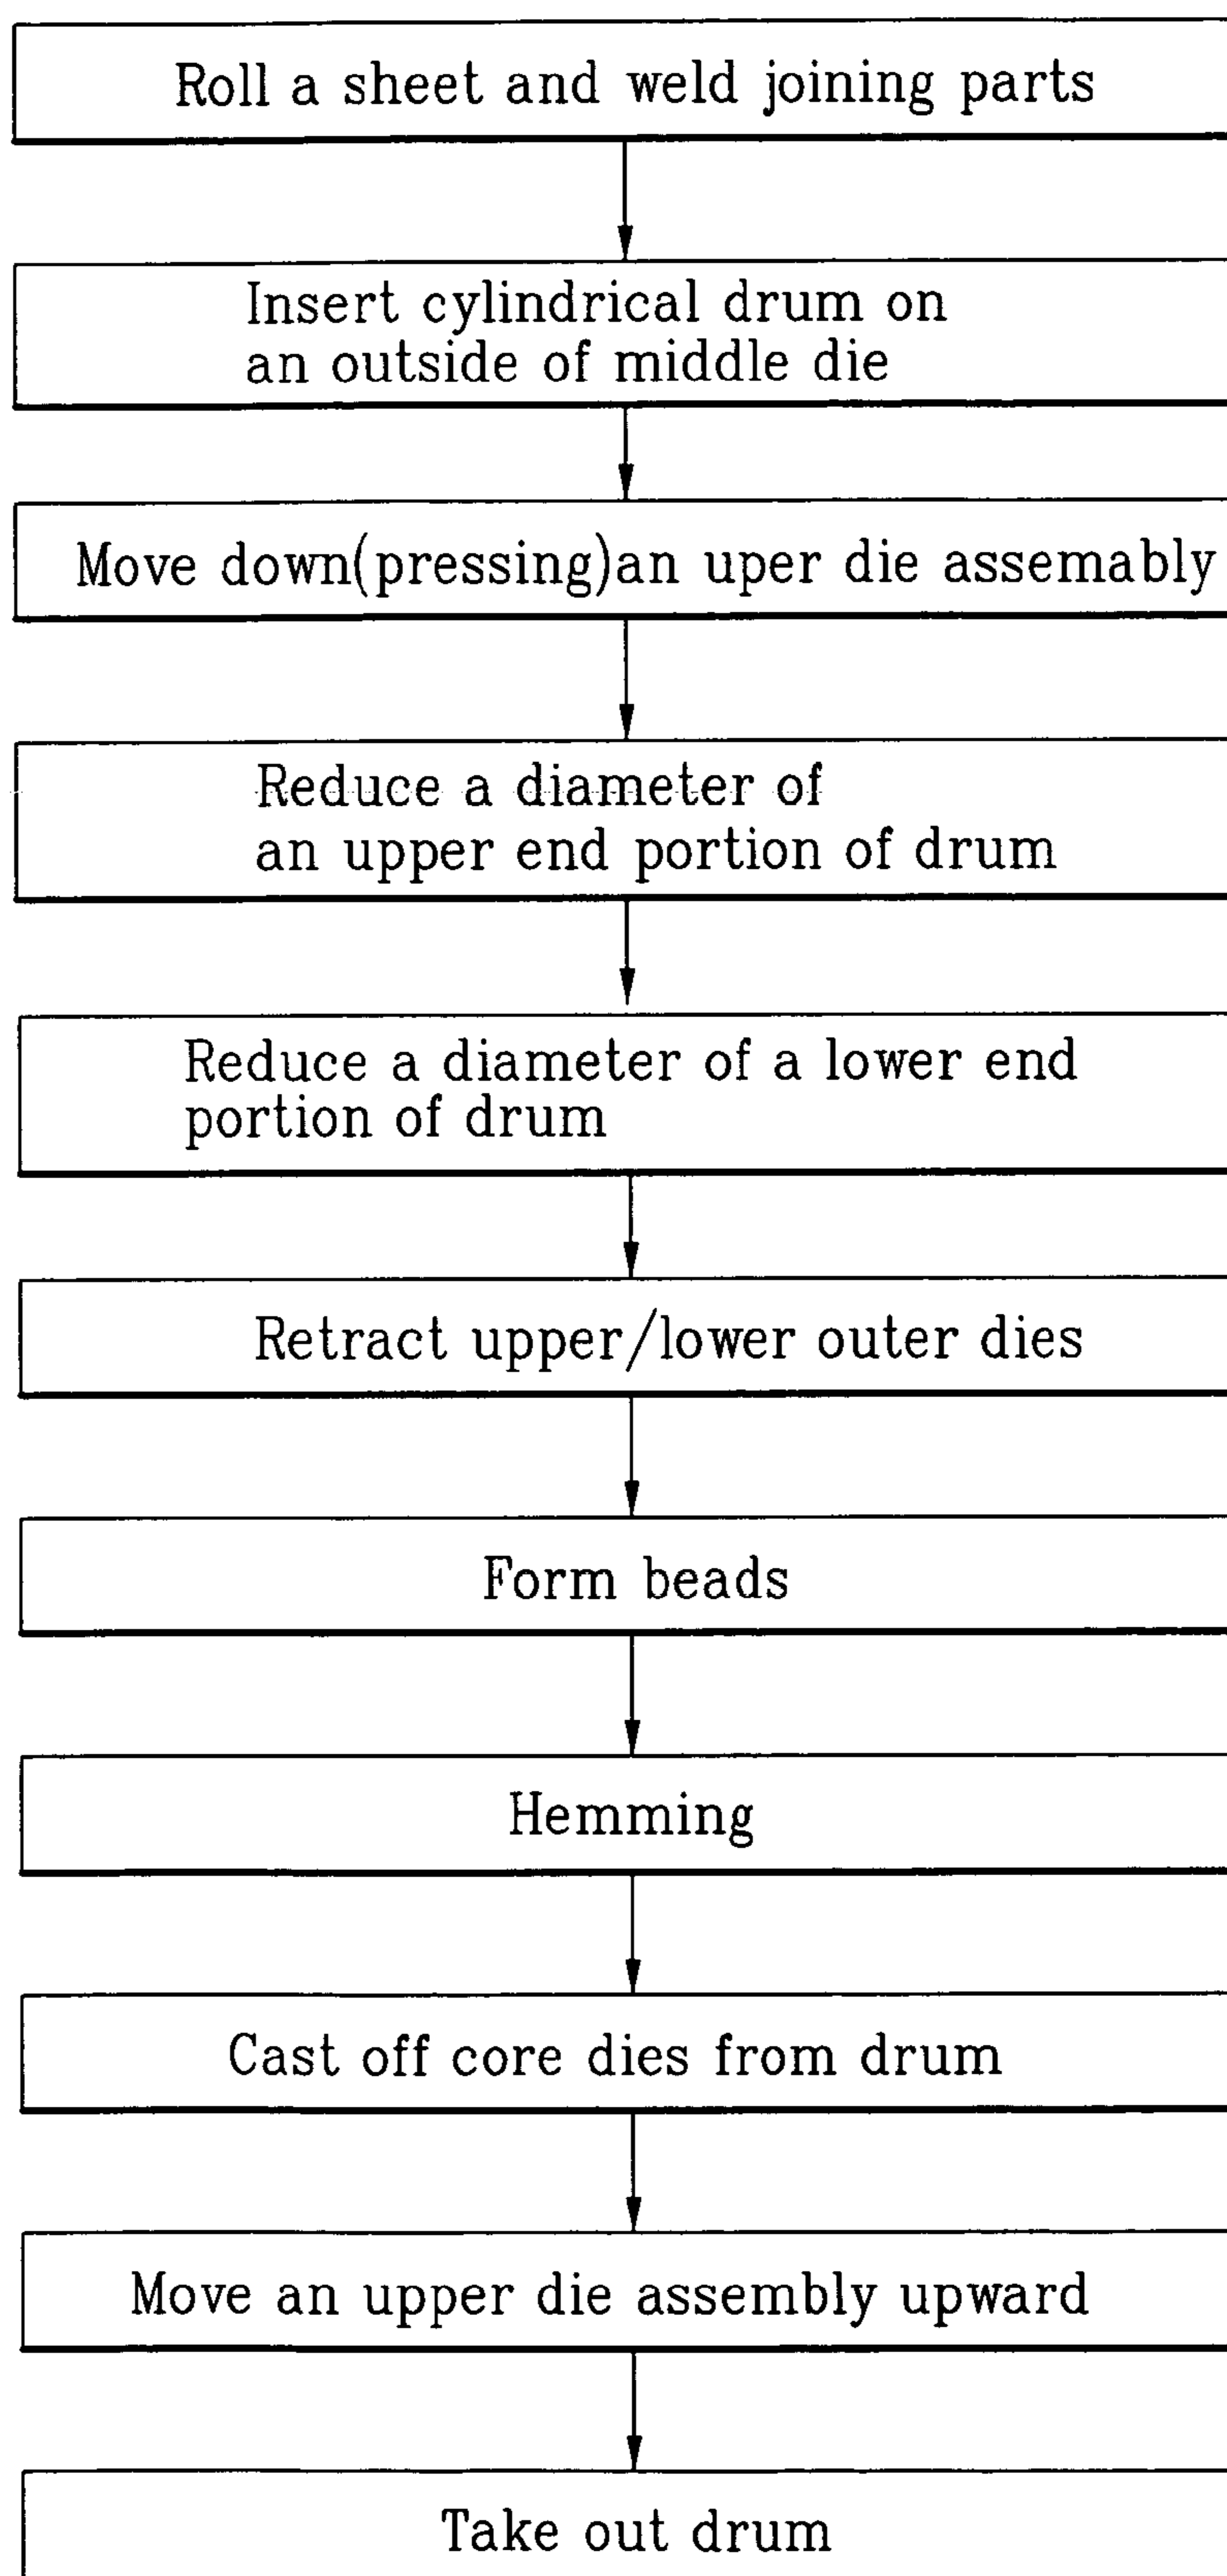 Roll a sheet and weld joining parts
Insert cylindrical drum on
an outside of middle die
Move down(pressing)an uper die assemably
Reduce a diameter of
an upper end portion of drum
Reduce a diameter of a lower end
portion of drum
Retract upper/lower outer dies
Form beads
Hemming
Cast off core dies from drum
Move an upper die assembly upward
Take out drum